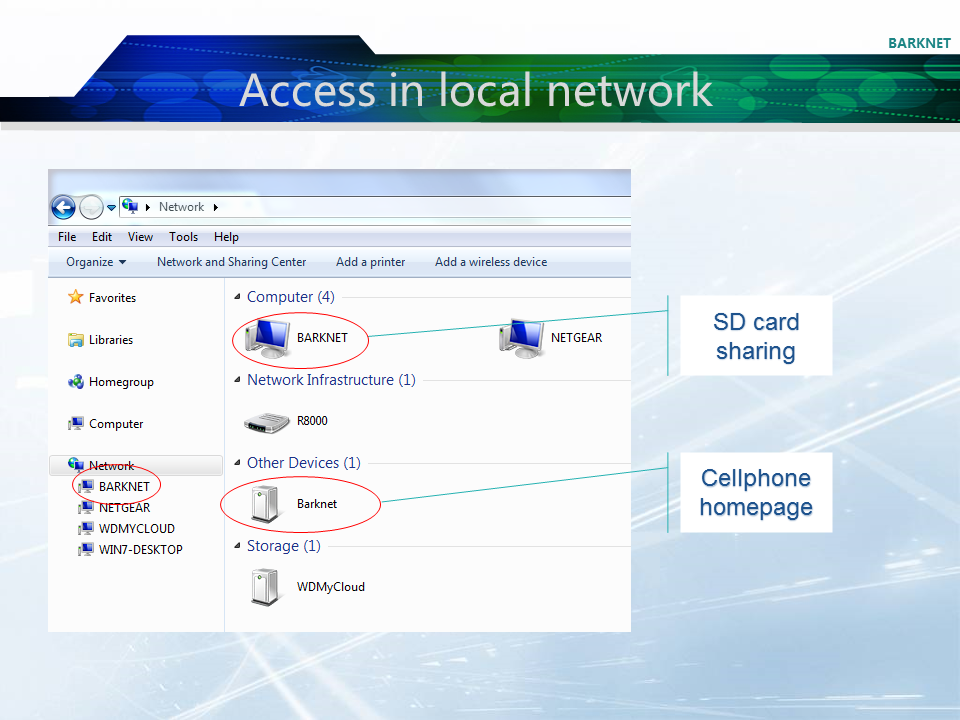 BARKNET
Access in local network
Network
File Edit View Tools Help
Organize Network and Sharing Center Add a printer Add a wireless device
Favorites
Libraries
Homegroup
Computer
Network
BARKNET
NETGEAR
WDMYCLOUD
WIN7-DESKTOP
Computer (4)
BARKNET
NETGEAR
Network Infrastructure (1)
R8000
Other Devices (1)
Barknet
Storage (1)
WDMyCloud
SD card
sharing
Cellphone
homepage